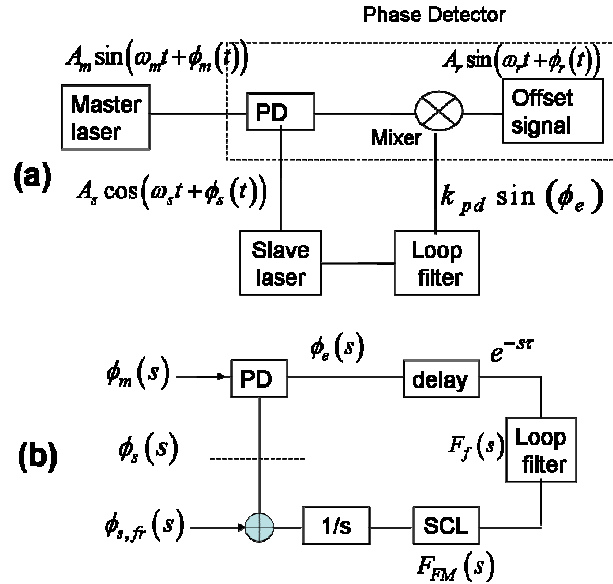 Phase Detector
A_m sin(ω_m t+ϕ_m(t))
A_r sin(ω_r t+ϕ_r(t))
Master
laser
PD
Mixer
Offset
signal
(a)
A_s cos(ω_s t+ϕ_s(t))
k_pd sin (ϕ_e)
Slave
laser
Loop
filter
ϕ_m(s)
PD
ϕ_e(s)
delay
e^-sτ
(b)
ϕ_s(s)
F_f(s)
Loop
filter
ϕ_s,fr(s)
1/s
SCL
F_FM(s)